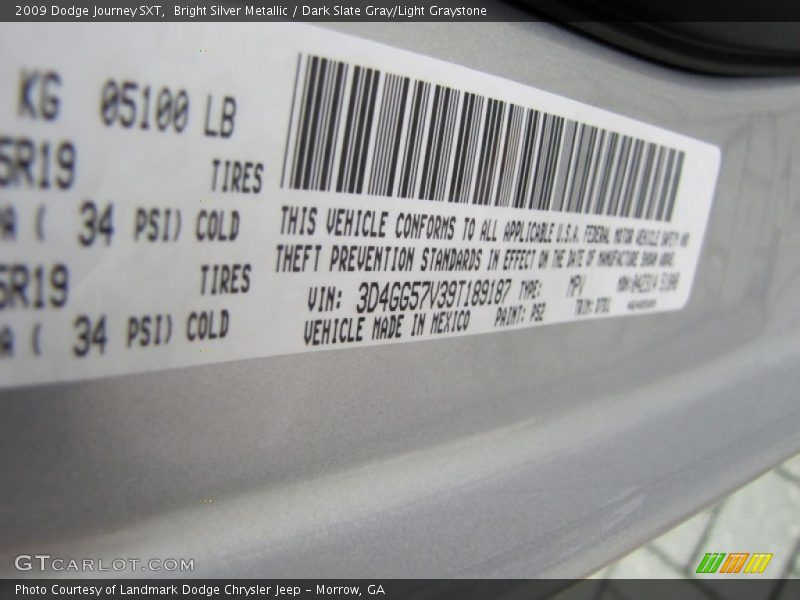 2009 Dodge Journey SXT,  Bright Silver Metallic / Dark Slate Gray/Light Graystone
KG 05100 LB
5R19 TIRES
( 34 PSI) COLD
5R19 TIRES
( 34 PSI) COLD
THIS VEHICLE CONFORMS TO ALL APPLICABLE U.S.A. FEDERAL MOTOR VEHICLE SAFETY AND
THEFT PREVENTION STANDARDS IN EFFECT ON THE DATE OF MANUFACTURE SHOWN ABOVE.
VIN: 3D4GG57V39T189187 TYPE: MPV MDH:
VEHICLE MADE IN MEXICO PAINT: PS2 TRIM:
GTCARLOT.COM
Photo Courtesy of Landmark Dodge Chrysler Jeep – Morrow, GA